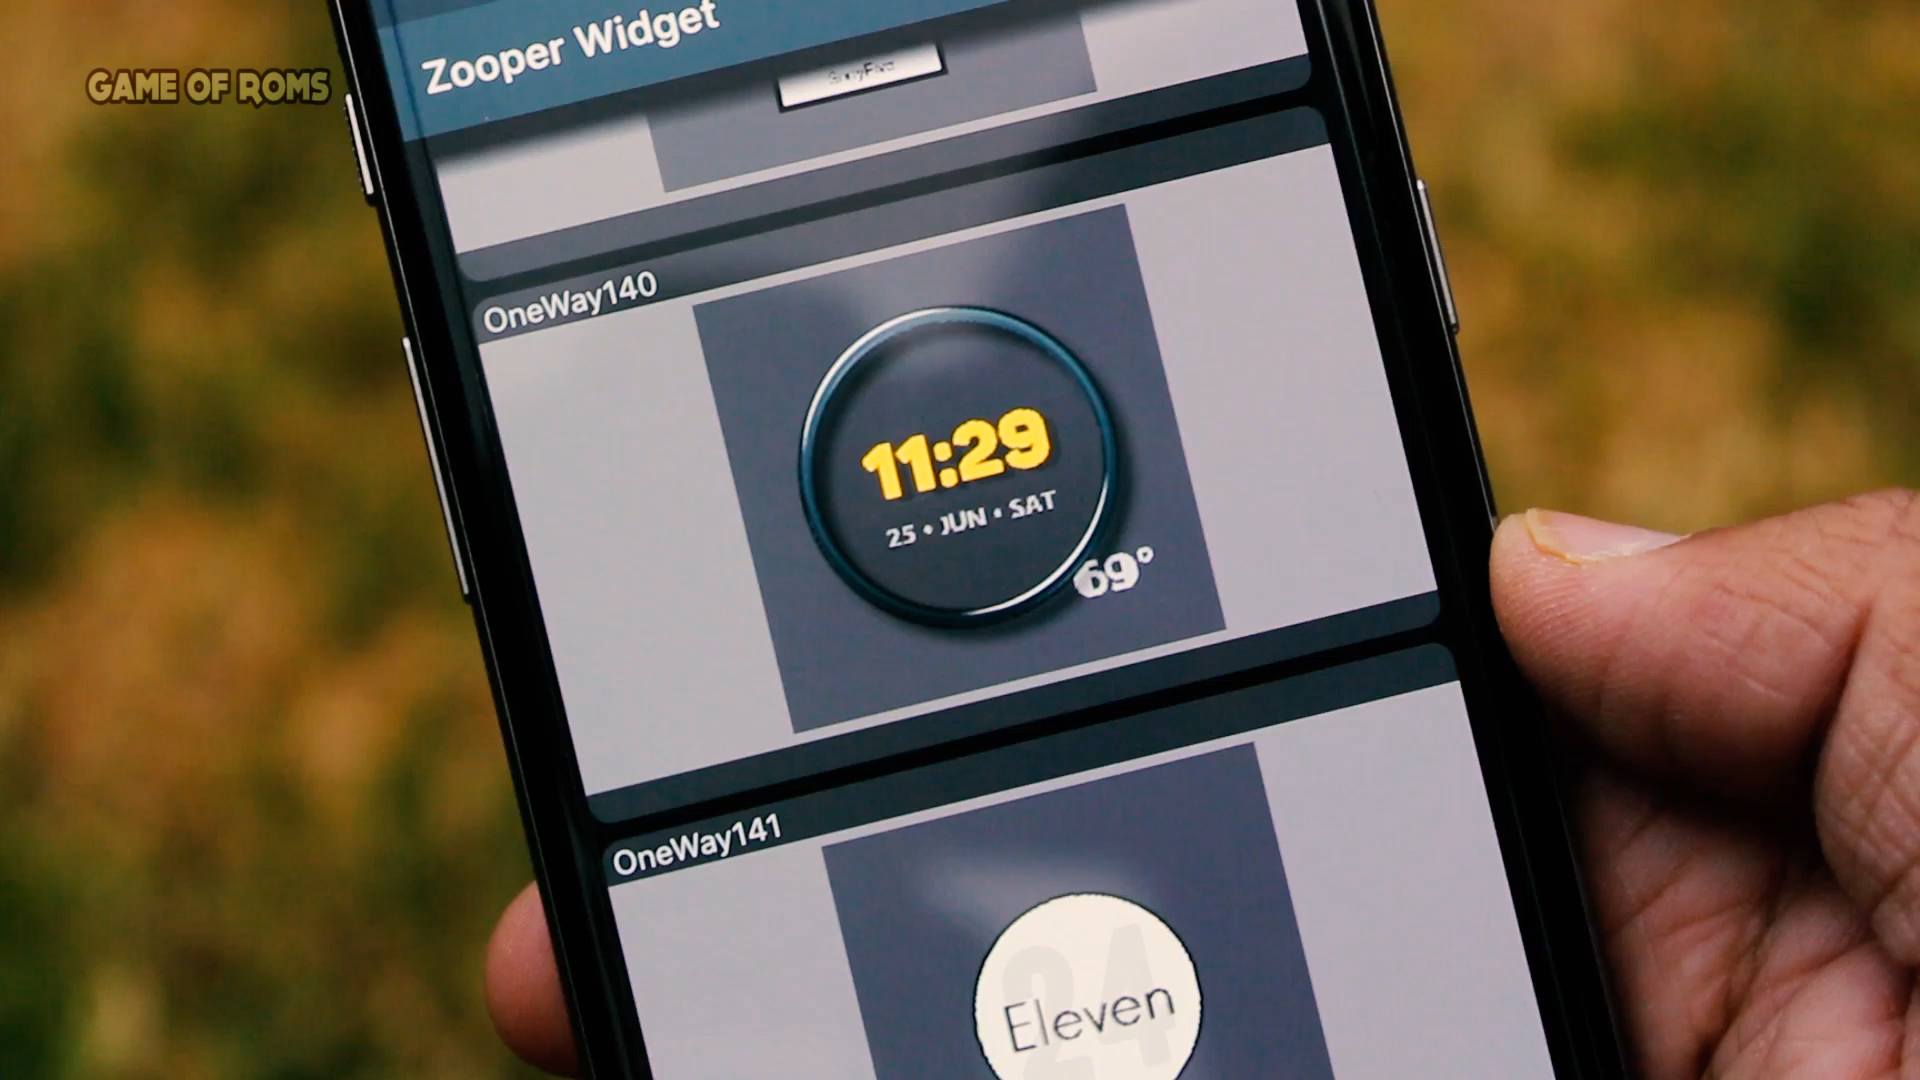 GAME OF ROMS
Zooper Widget
OneWay140
11:29
25 • JUN • SAT
69°
OneWay141
24
Eleven